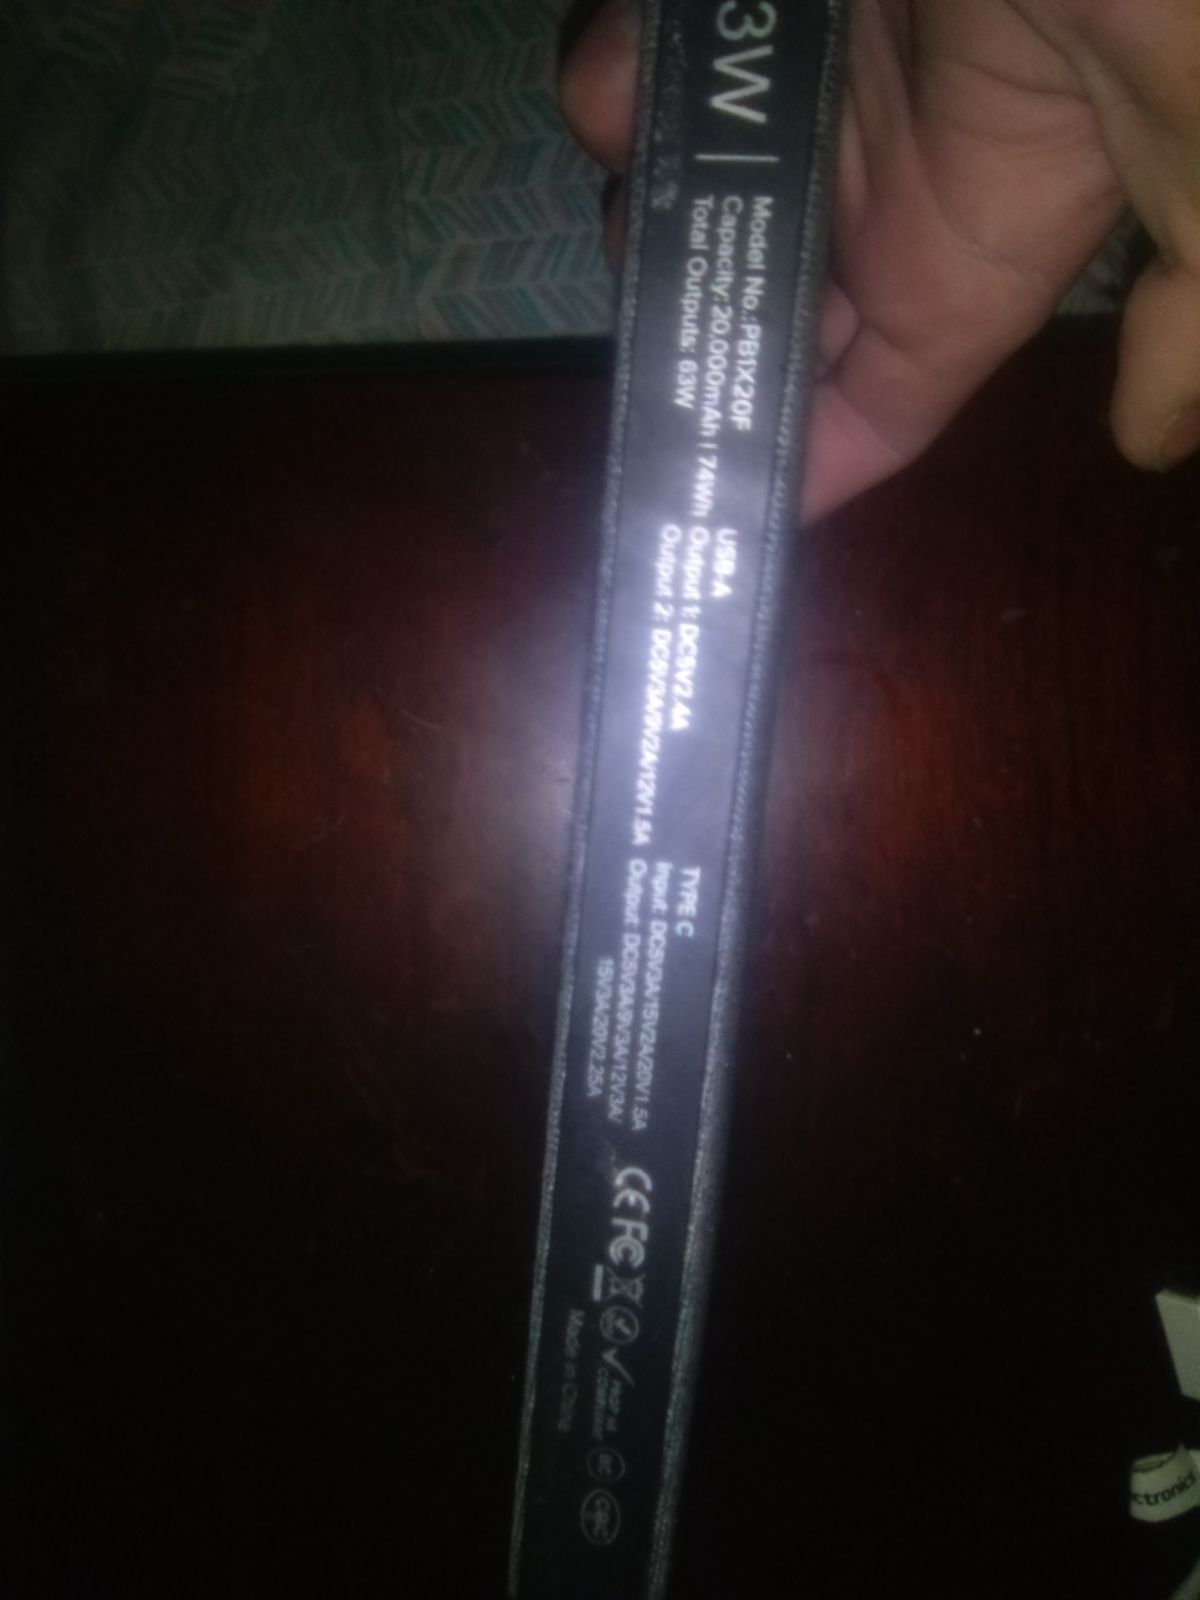 3W |
Model No.:PB1X20F
Capacity:20,000mAh | 74Wh
Total Outputs: 63W
USB-A
Output 1: DC5V2.4A
Output 2: DC5V3A/9V2A/12V1.5A
TYPE C
Input: DC9V3A/15V2A/20V1.5A
Output: DC5V3A/9V3A/12V3A/
15V3A/20V2.25A
CE FC
Made in China
ctronics